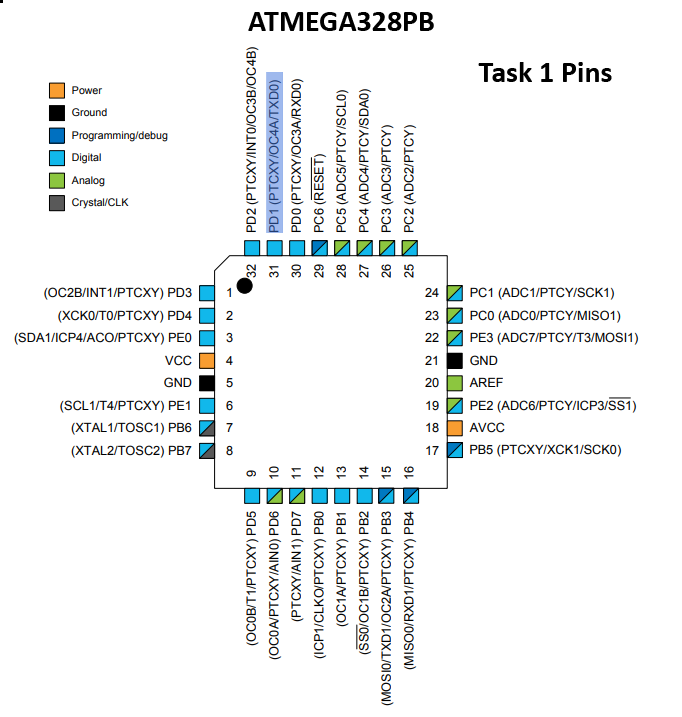 ATMEGA328PB
Task 1 Pins
Power
Ground
Programming/debug
Digital
Analog
Crystal/CLK
PD2 (PTCXY/INT0/OC3B/OC4B)
PD1 (PTCXY/OC4A/TXD0)
PD0 (PTCXY/OC3A/RXD0)
PC6 (RESET)
PC5 (ADC5/PTCY/SCL0)
PC4 (ADC4/PTCY/SDA0)
PC3 (ADC3/PTCY)
PC2 (ADC2/PTCY)
32
31
30
29
28
27
26
25
(OC2B/INT1/PTCXY) PD3 1
(XCK0/T0/PTCXY) PD4 2
(SDA1/ICP4/ACO/PTCXY) PE0 3
VCC 4
GND 5
(SCL1/T4/PTCXY) PE1 6
(XTAL1/TOSC1) PB6 7
(XTAL2/TOSC2) PB7 8
24 PC1 (ADC1/PTCY/SCK1)
23 PC0 (ADC0/PTCY/MISO1)
22 PE3 (ADC7/PTCY/T3/MOSI1)
21 GND
20 AREF
19 PE2 (ADC6/PTCY/ICP3/SS1)
18 AVCC
17 PB5 (PTCXY/XCK1/SCK0)
9
10
11
12
13
14
15
16
(OC0B/T1/PTCXY) PD5
(OC0A/PTCXY/AIN0) PD6
(PTCXY/AIN1) PD7
(ICP1/CLKO/PTCXY) PB0
(OC1A/PTCXY) PB1
(SS0/OC1B/PTCXY) PB2
(MOSI0/TXD1/OC2A/PTCXY) PB3
(MISO0/RXD1/PTCXY) PB4